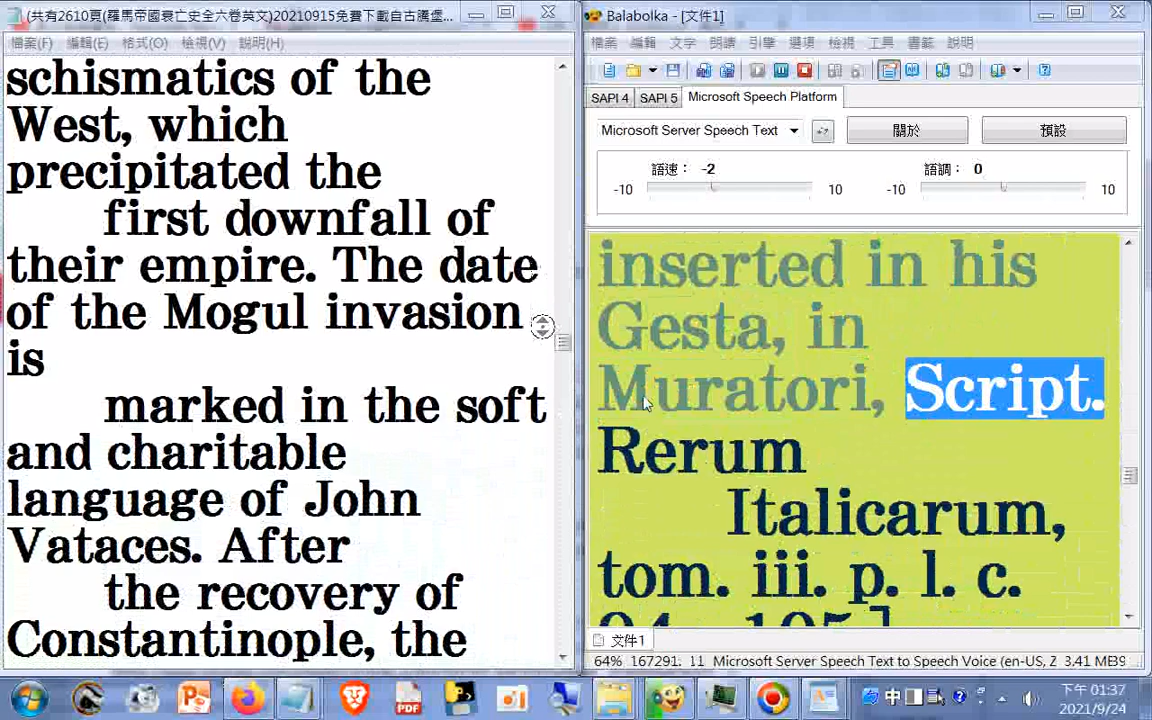 (共有2610頁(羅馬帝國衰亡史全六卷英文)20210915免費下載自古騰堡...
檔案(F) 編輯(E) 格式(O) 檢視(V) 說明(H)
schismatics of the
West, which
precipitated the
first downfall of
their empire. The date
of the Mogul invasion
is
marked in the soft
and charitable
language of John
Vataces. After
the recovery of
Constantinople, the
Balabolka - [文件1]
檔案 編輯 文字 朗讀 引擎 選項 檢視 工具 書籤 說明
SAPI 4 SAPI 5 Microsoft Speech Platform
Microsoft Server Speech Text 關於 預設
語速： -2 語調： 0
-10 10 -10 10
inserted in his
Gesta, in
Muratori, Script.
Rerum
Italicarum,
tom. iii. p. l. c.
94, 105.]
文件1
64% 167291. 11 Microsoft Server Speech Text to Speech Voice (en-US, Z 3.41 MB
中
下午 01:37
2021/9/24